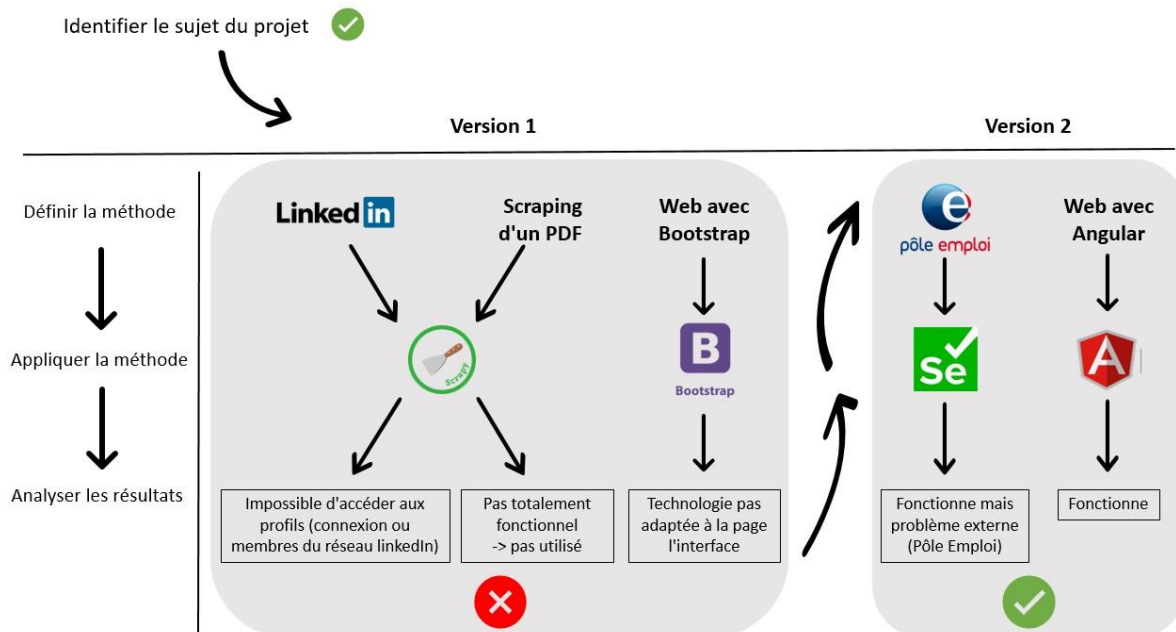 Identifier le sujet du projet
Version 1
Version 2
Définir la méthode
Linked in
Scraping
d'un PDF
Web avec
Bootstrap
e
pôle emploi
Web avec
Angular
Appliquer la méthode
Scrapy
B
Bootstrap
Se
A
Analyser les résultats
Impossible d'accéder aux
profils (connexion ou
membres du réseau linkedIn)
Pas totalement
fonctionnel
-> pas utilisé
Technologie pas
adaptée à la page
l'interface
Fonctionne mais
problème externe
(Pôle Emploi)
Fonctionne